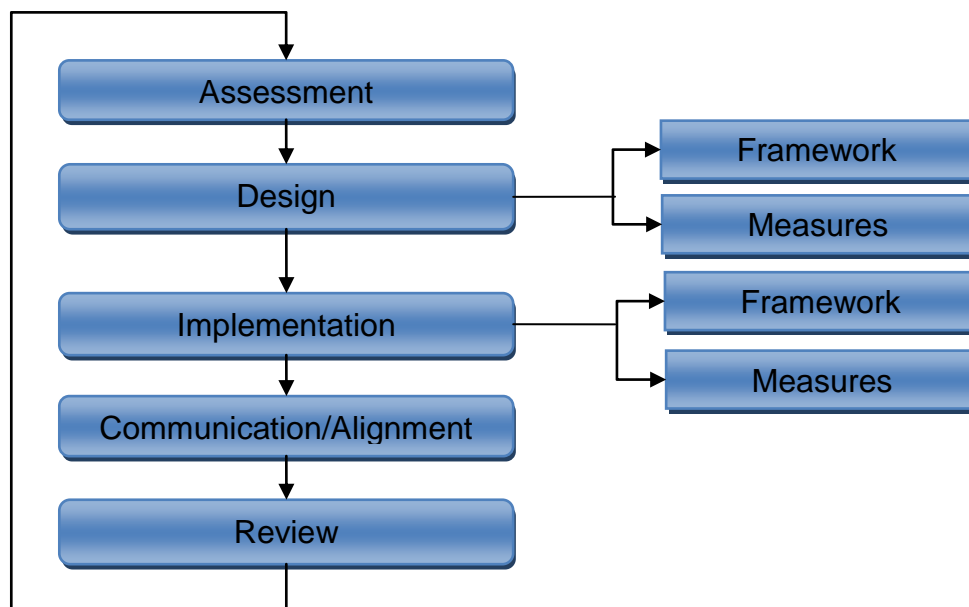 Assessment
Design
Framework
Measures
Implementation
Framework
Measures
Communication/Alignment
Review